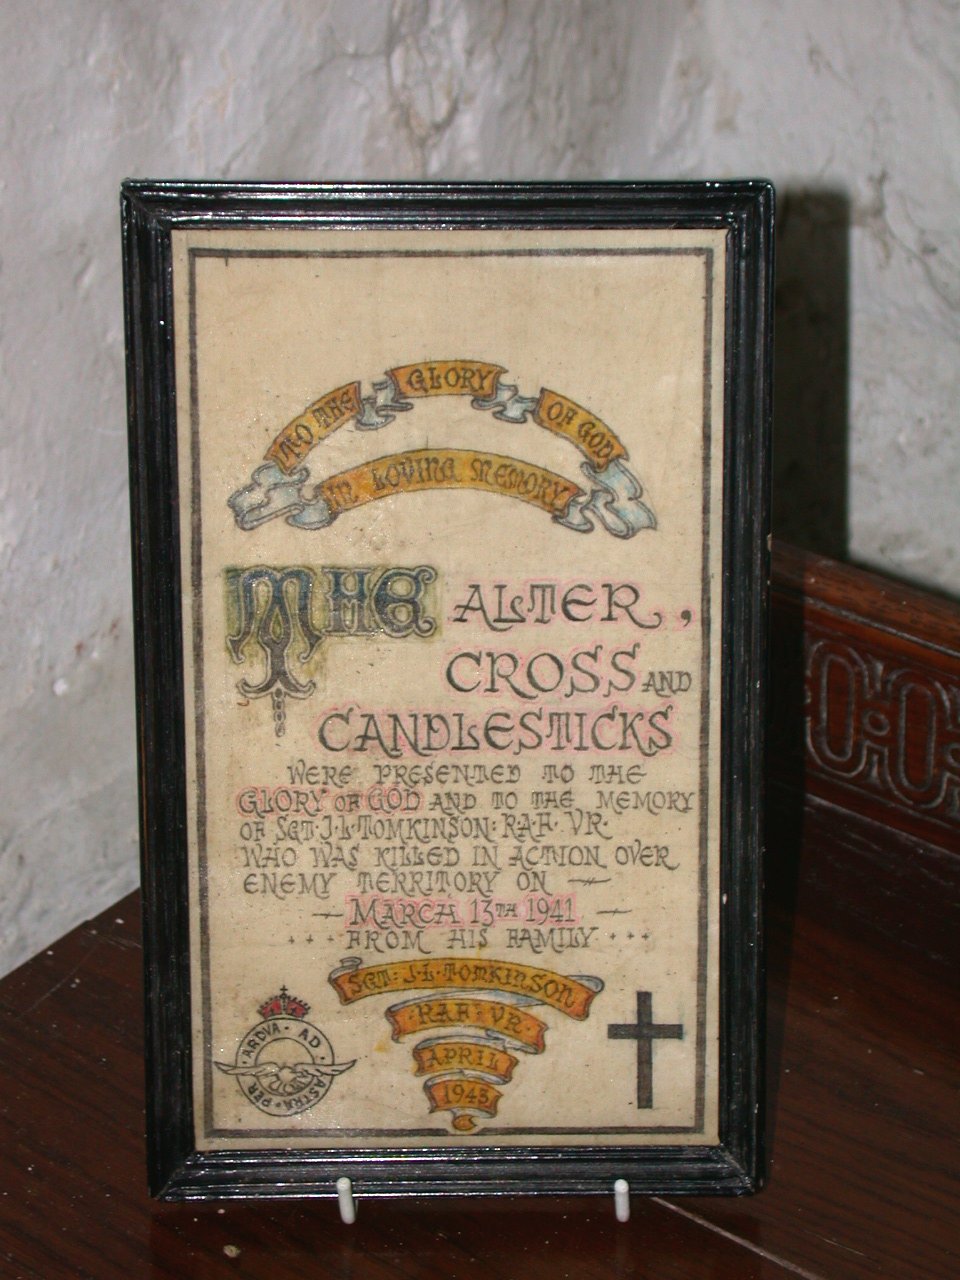 TO THE GLORY OF GOD
IN LOVING MEMORY
THE ALTER,
CROSS AND
CANDLESTICKS
WERE PRESENTED TO THE
GLORY OF GOD AND TO THE MEMORY
OF SGT·J·L·TOMKINSON·RAF·VR·
WHO WAS KILLED IN ACTION OVER
ENEMY TERRITORY ON —
— MARCH 13TH 1941 —
···· FROM HIS FAMILY ···
SGT·J·L·TOMKINSON
RAF·VR·
APRIL
1943
PER·ARDVA·AD·ASTRA